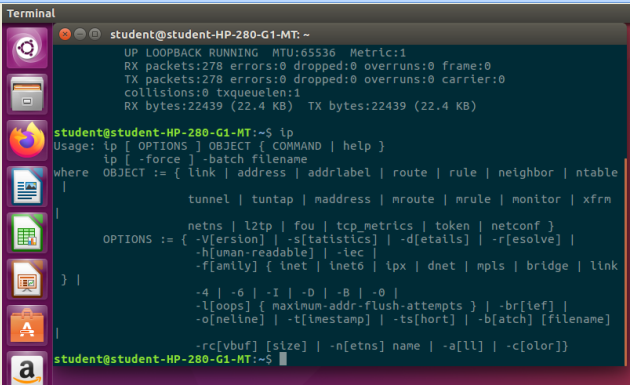 Terminal
student@student-HP-280-G1-MT: ~
UP LOOPBACK RUNNING  MTU:65536  Metric:1
RX packets:278 errors:0 dropped:0 overruns:0 frame:0
TX packets:278 errors:0 dropped:0 overruns:0 carrier:0
collisions:0 txqueuelen:1
RX bytes:22439 (22.4 KB)  TX bytes:22439 (22.4 KB)
student@student-HP-280-G1-MT:~$ ip
Usage: ip [ OPTIONS ] OBJECT { COMMAND | help }
ip [ -force ] -batch filename
where  OBJECT := { link | address | addrlabel | route | rule | neighbor | ntable
|
tunnel | tuntap | maddress | mroute | mrule | monitor | xfrm
|
netns | l2tp | fou | tcp_metrics | token | netconf }
OPTIONS := { -V[ersion] | -s[tatistics] | -d[etails] | -r[esolve] |
-h[uman-readable] | -iec |
-f[amily] { inet | inet6 | ipx | dnet | mpls | bridge | link
} |
-4 | -6 | -I | -D | -B | -0 |
-l[oops] { maximum-addr-flush-attempts } | -br[ief] |
-o[neline] | -t[imestamp] | -ts[hort] | -b[atch] [filename]
|
-rc[vbuf] [size] | -n[etns] name | -a[ll] | -c[olor]}
student@student-HP-280-G1-MT:~$